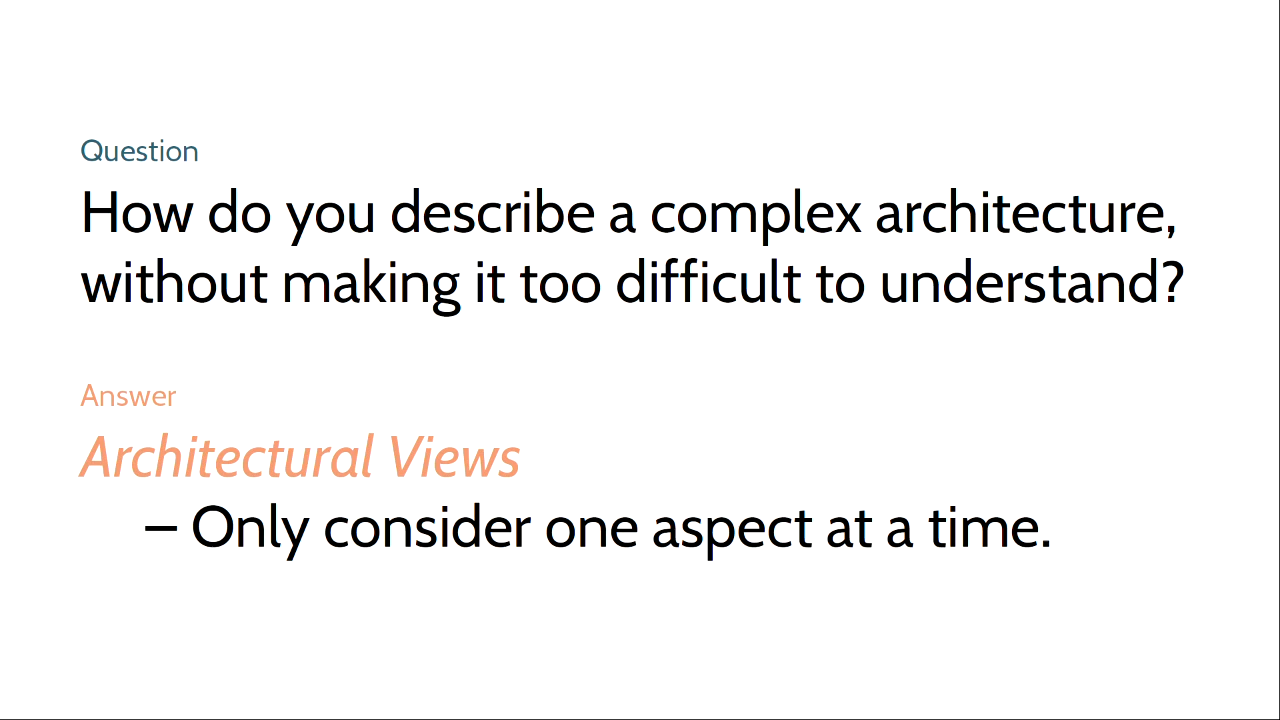 Question
How do you describe a complex architecture,
without making it too difficult to understand?
Answer
Architectural Views
– Only consider one aspect at a time.